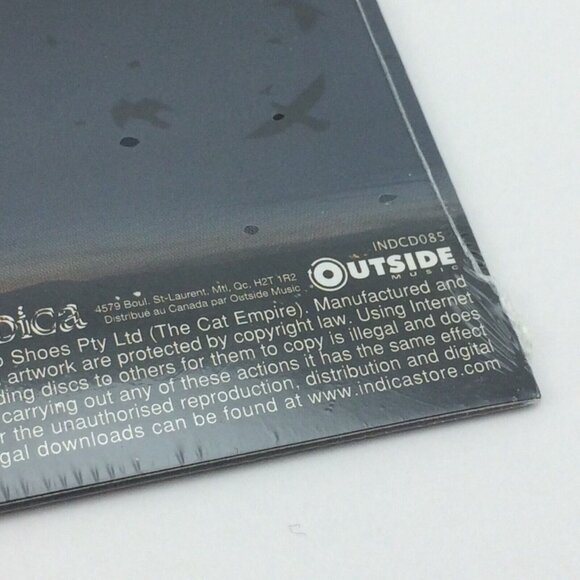 INDCD085
OUTSIDE
MUSIC
4579 Boul. St-Laurent, Mtl, Qc, H2T 1R2
Distribué au Canada par Outside Music
Shoes Pty Ltd (The Cat Empire). Manufactured and
artwork are protected by copyright law. Using Internet
discs to others for them to copy is illegal and does
carrying out any of these actions it has the same effect
the unauthorised reproduction, distribution and digital
downloads can be found at www.indicastore.com